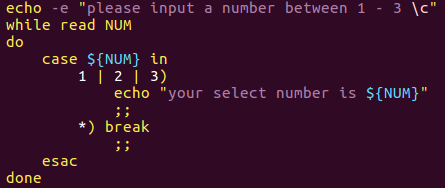 echo -e "please input a number between 1 - 3 \c"
while read NUM
do
    case ${NUM} in
        1 | 2 | 3)
            echo "your select number is ${NUM}"
            ;;
        *) break
            ;;
    esac
done